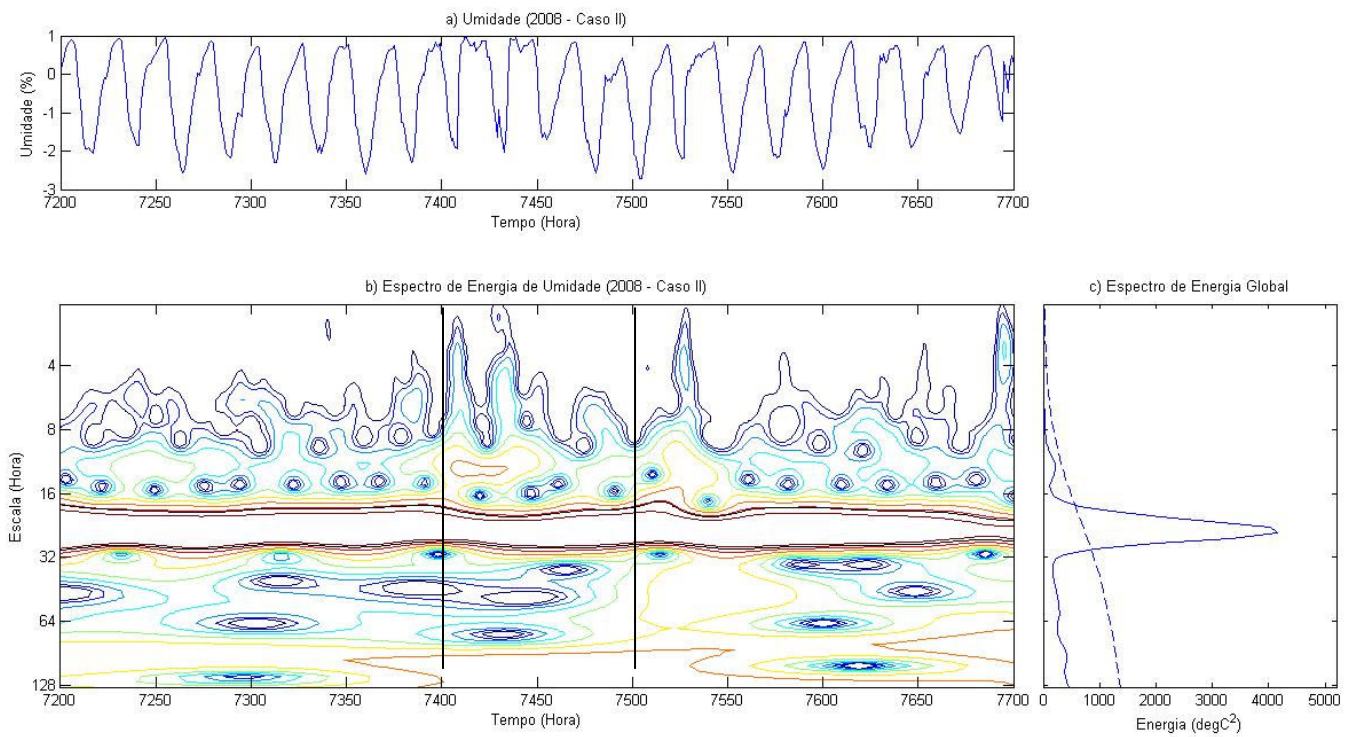 a) Umidade (2008 - Caso II)
Umidade (%)
1
0
-1
-2
-3
7200 7250 7300 7350 7400 7450 7500 7550 7600 7650 7700
Tempo (Hora)
b) Espectro de Energia de Umidade (2008 - Caso II)
Escala (Hora)
4
8
16
32
64
128
7200 7250 7300 7350 7400 7450 7500 7550 7600 7650 7700
Tempo (Hora)
c) Espectro de Energia Global
0 1000 2000 3000 4000 5000
Energia (degC²)